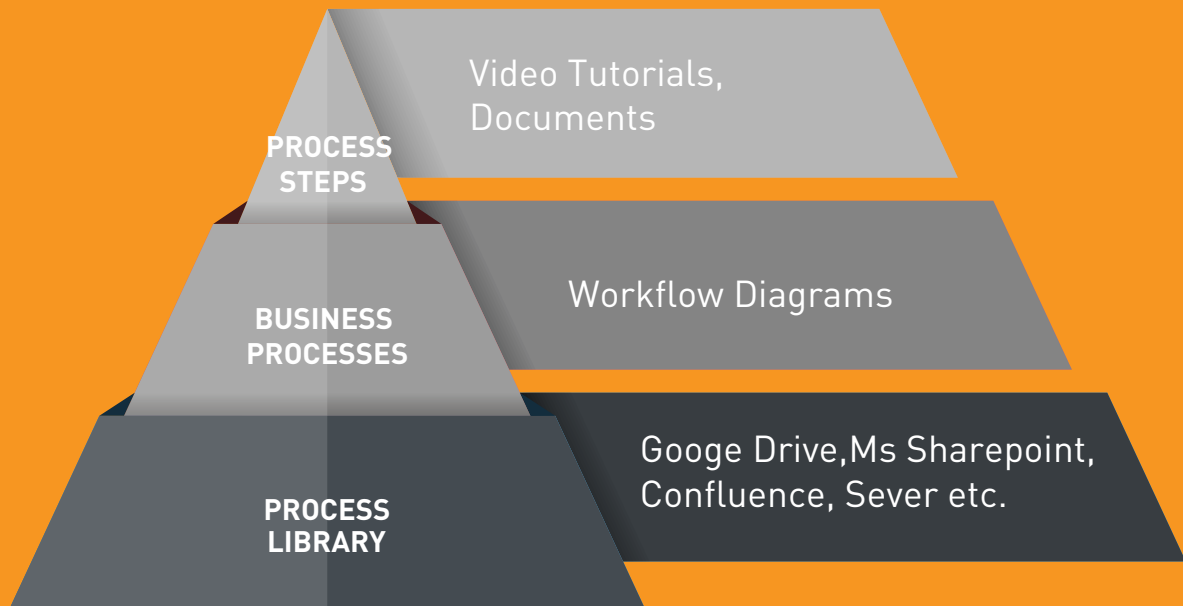 PROCESS
STEPS
Video Tutorials,
Documents
BUSINESS
PROCESSES
Workflow Diagrams
PROCESS
LIBRARY
Googe Drive,Ms Sharepoint,
Confluence, Sever etc.